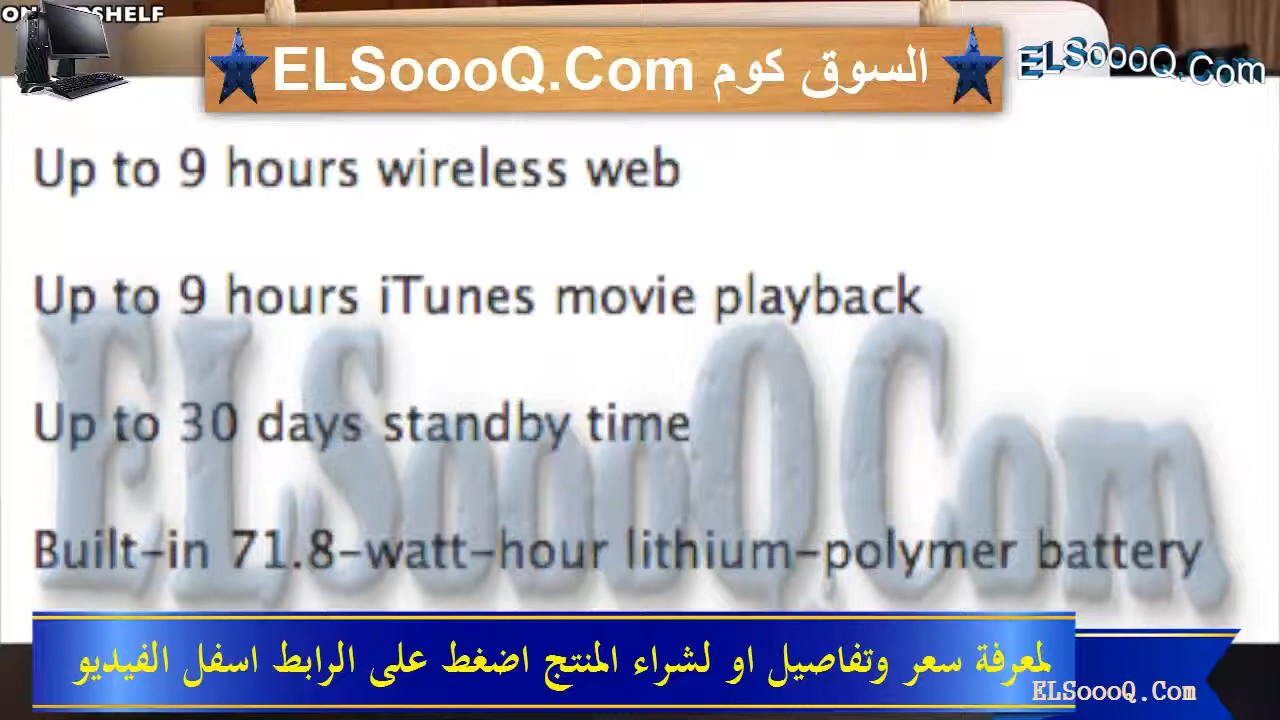 السوق كوم ELSoooQ.Com
ELSoooQ.Com
Up to 9 hours wireless web
Up to 9 hours iTunes movie playback
Up to 30 days standby time
Built-in 71.8-watt-hour lithium-polymer battery
ELSoooQ.Com
لمعرفة سعر وتفاصيل او لشراء المنتج اضغط على الرابط اسفل الفيديو
ELSoooQ.Com